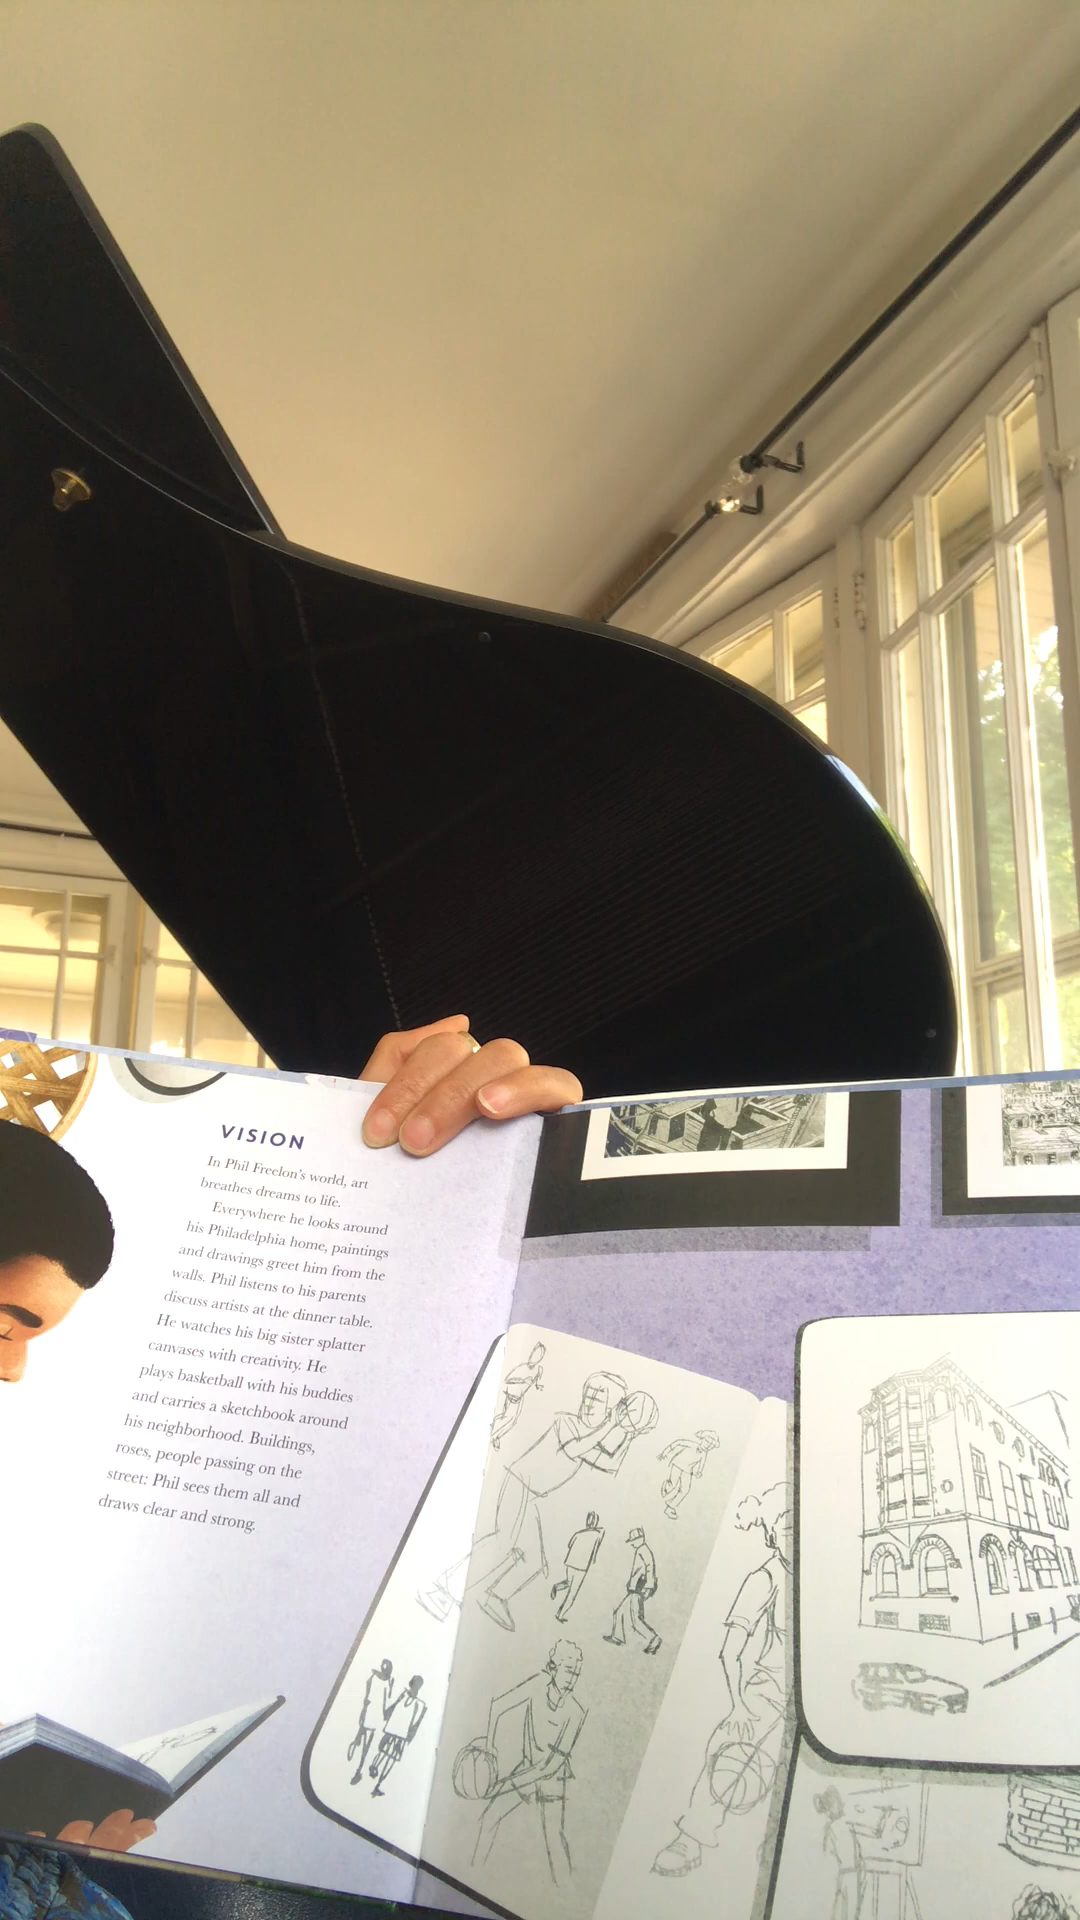 VISION
In Phil Freelon's world, art
breathes dreams to life.
Everywhere he looks around
his Philadelphia home, paintings
and drawings greet him from the
walls. Phil listens to his parents
discuss artists at the dinner table.
He watches his big sister splatter
canvases with creativity. He
plays basketball with his buddies
and carries a sketchbook around
his neighborhood. Buildings,
roses, people passing on the
street: Phil sees them all and
draws clear and strong.